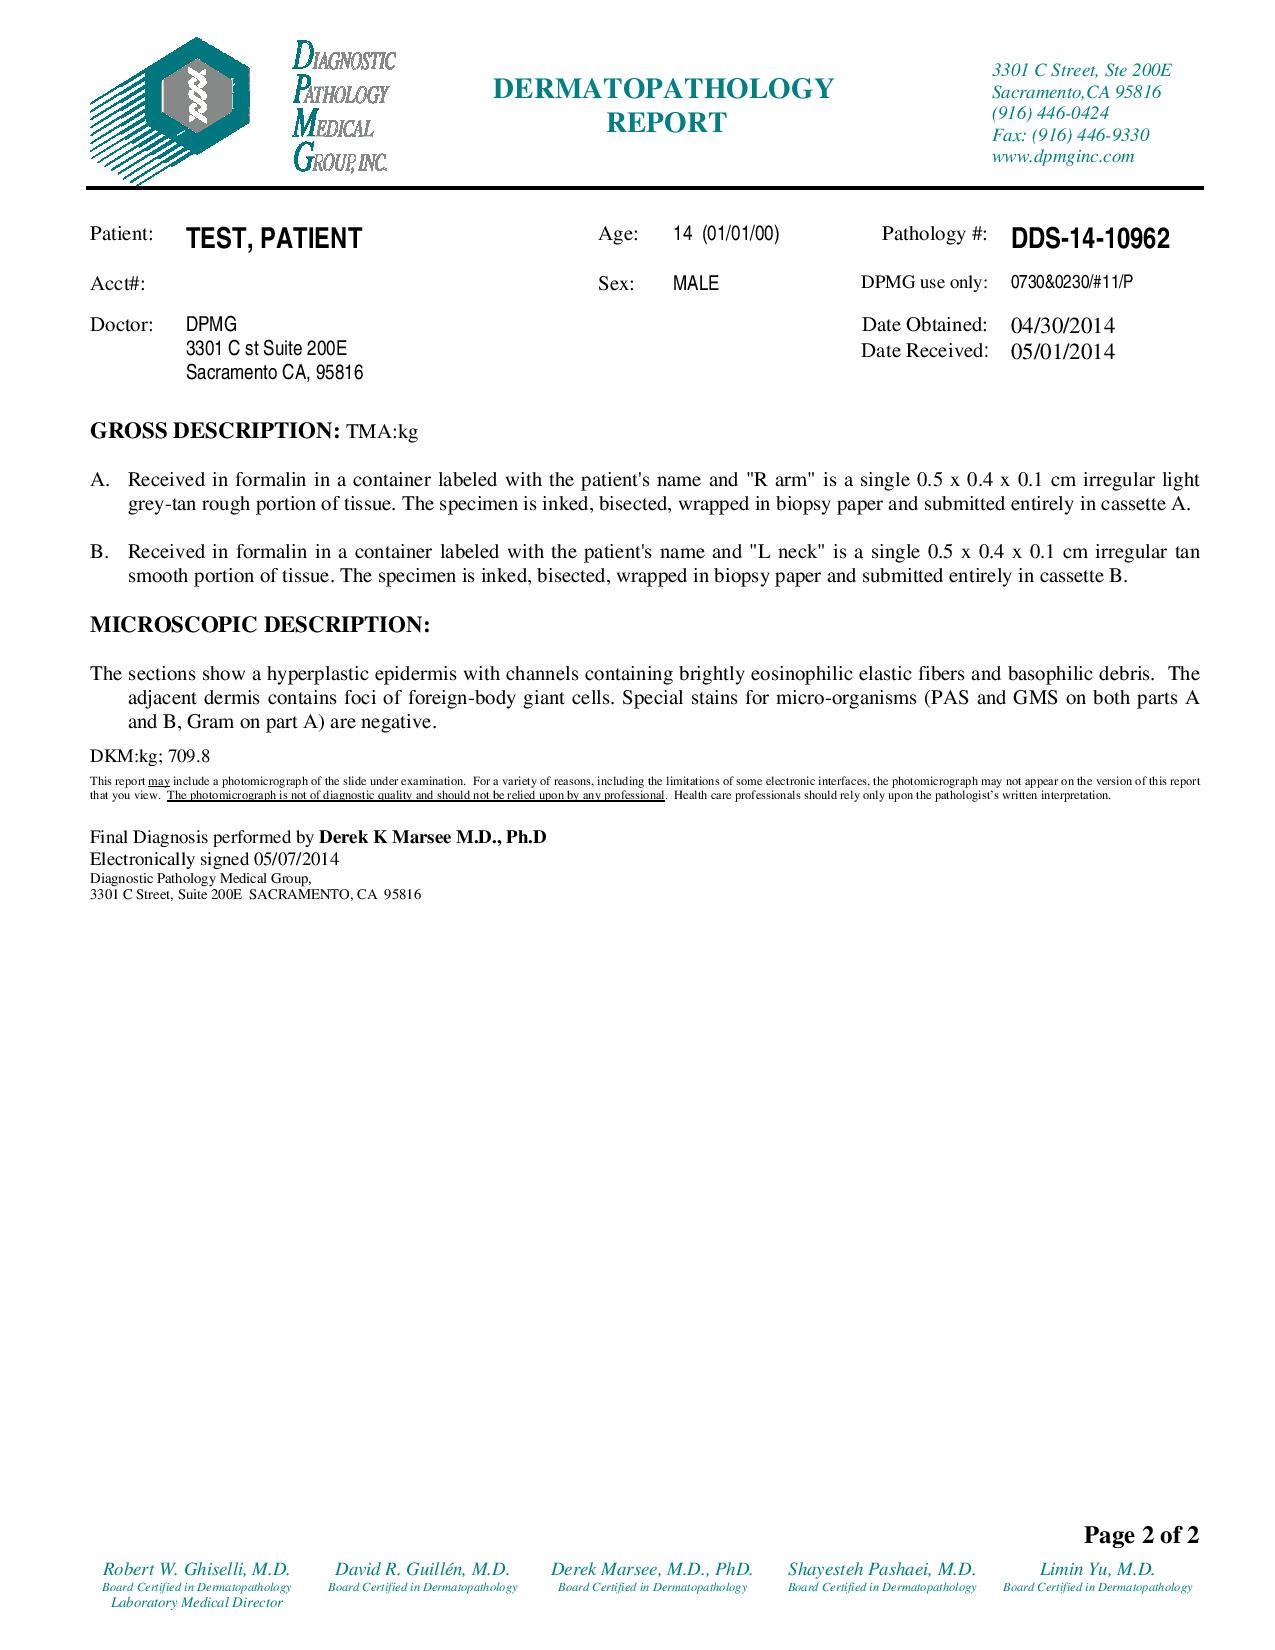 DIAGNOSTIC
PATHOLOGY
MEDICAL
GROUP, INC.
DERMATOPATHOLOGY
REPORT
3301 C Street, Ste 200E
Sacramento,CA 95816
(916) 446-0424
Fax: (916) 446-9330
www.dpmginc.com
Patient: TEST, PATIENT Age: 14 (01/01/00) Pathology #: DDS-14-10962
Acct#: Sex: MALE DPMG use only: 0730&0230/#11/P
Doctor: DPMG Date Obtained: 04/30/2014
3301 C st Suite 200E Date Received: 05/01/2014
Sacramento CA, 95816
GROSS DESCRIPTION: TMA:kg
A. Received in formalin in a container labeled with the patient's name and "R arm" is a single 0.5 x 0.4 x 0.1 cm irregular light
grey-tan rough portion of tissue. The specimen is inked, bisected, wrapped in biopsy paper and submitted entirely in cassette A.
B. Received in formalin in a container labeled with the patient's name and "L neck" is a single 0.5 x 0.4 x 0.1 cm irregular tan
smooth portion of tissue. The specimen is inked, bisected, wrapped in biopsy paper and submitted entirely in cassette B.
MICROSCOPIC DESCRIPTION:
The sections show a hyperplastic epidermis with channels containing brightly eosinophilic elastic fibers and basophilic debris. The
adjacent dermis contains foci of foreign-body giant cells. Special stains for micro-organisms (PAS and GMS on both parts A
and B, Gram on part A) are negative.
DKM:kg; 709.8
This report may include a photomicrograph of the slide under examination. For a variety of reasons, including the limitations of some electronic interfaces, the photomicrograph may not appear on the version of this report
that you view. The photomicrograph is not of diagnostic quality and should not be relied upon by any professional. Health care professionals should rely only upon the pathologist's written interpretation.
Final Diagnosis performed by Derek K Marsee M.D., Ph.D
Electronically signed 05/07/2014
Diagnostic Pathology Medical Group,
3301 C Street, Suite 200E SACRAMENTO, CA 95816
Page 2 of 2
Robert W. Ghiselli, M.D. David R. Guillén, M.D. Derek Marsee, M.D., PhD. Shayesteh Pashaei, M.D. Limin Yu, M.D.
Board Certified in Dermatopathology Board Certified in Dermatopathology Board Certified in Dermatopathology Board Certified in Dermatopathology Board Certified in Dermatopathology
Laboratory Medical Director